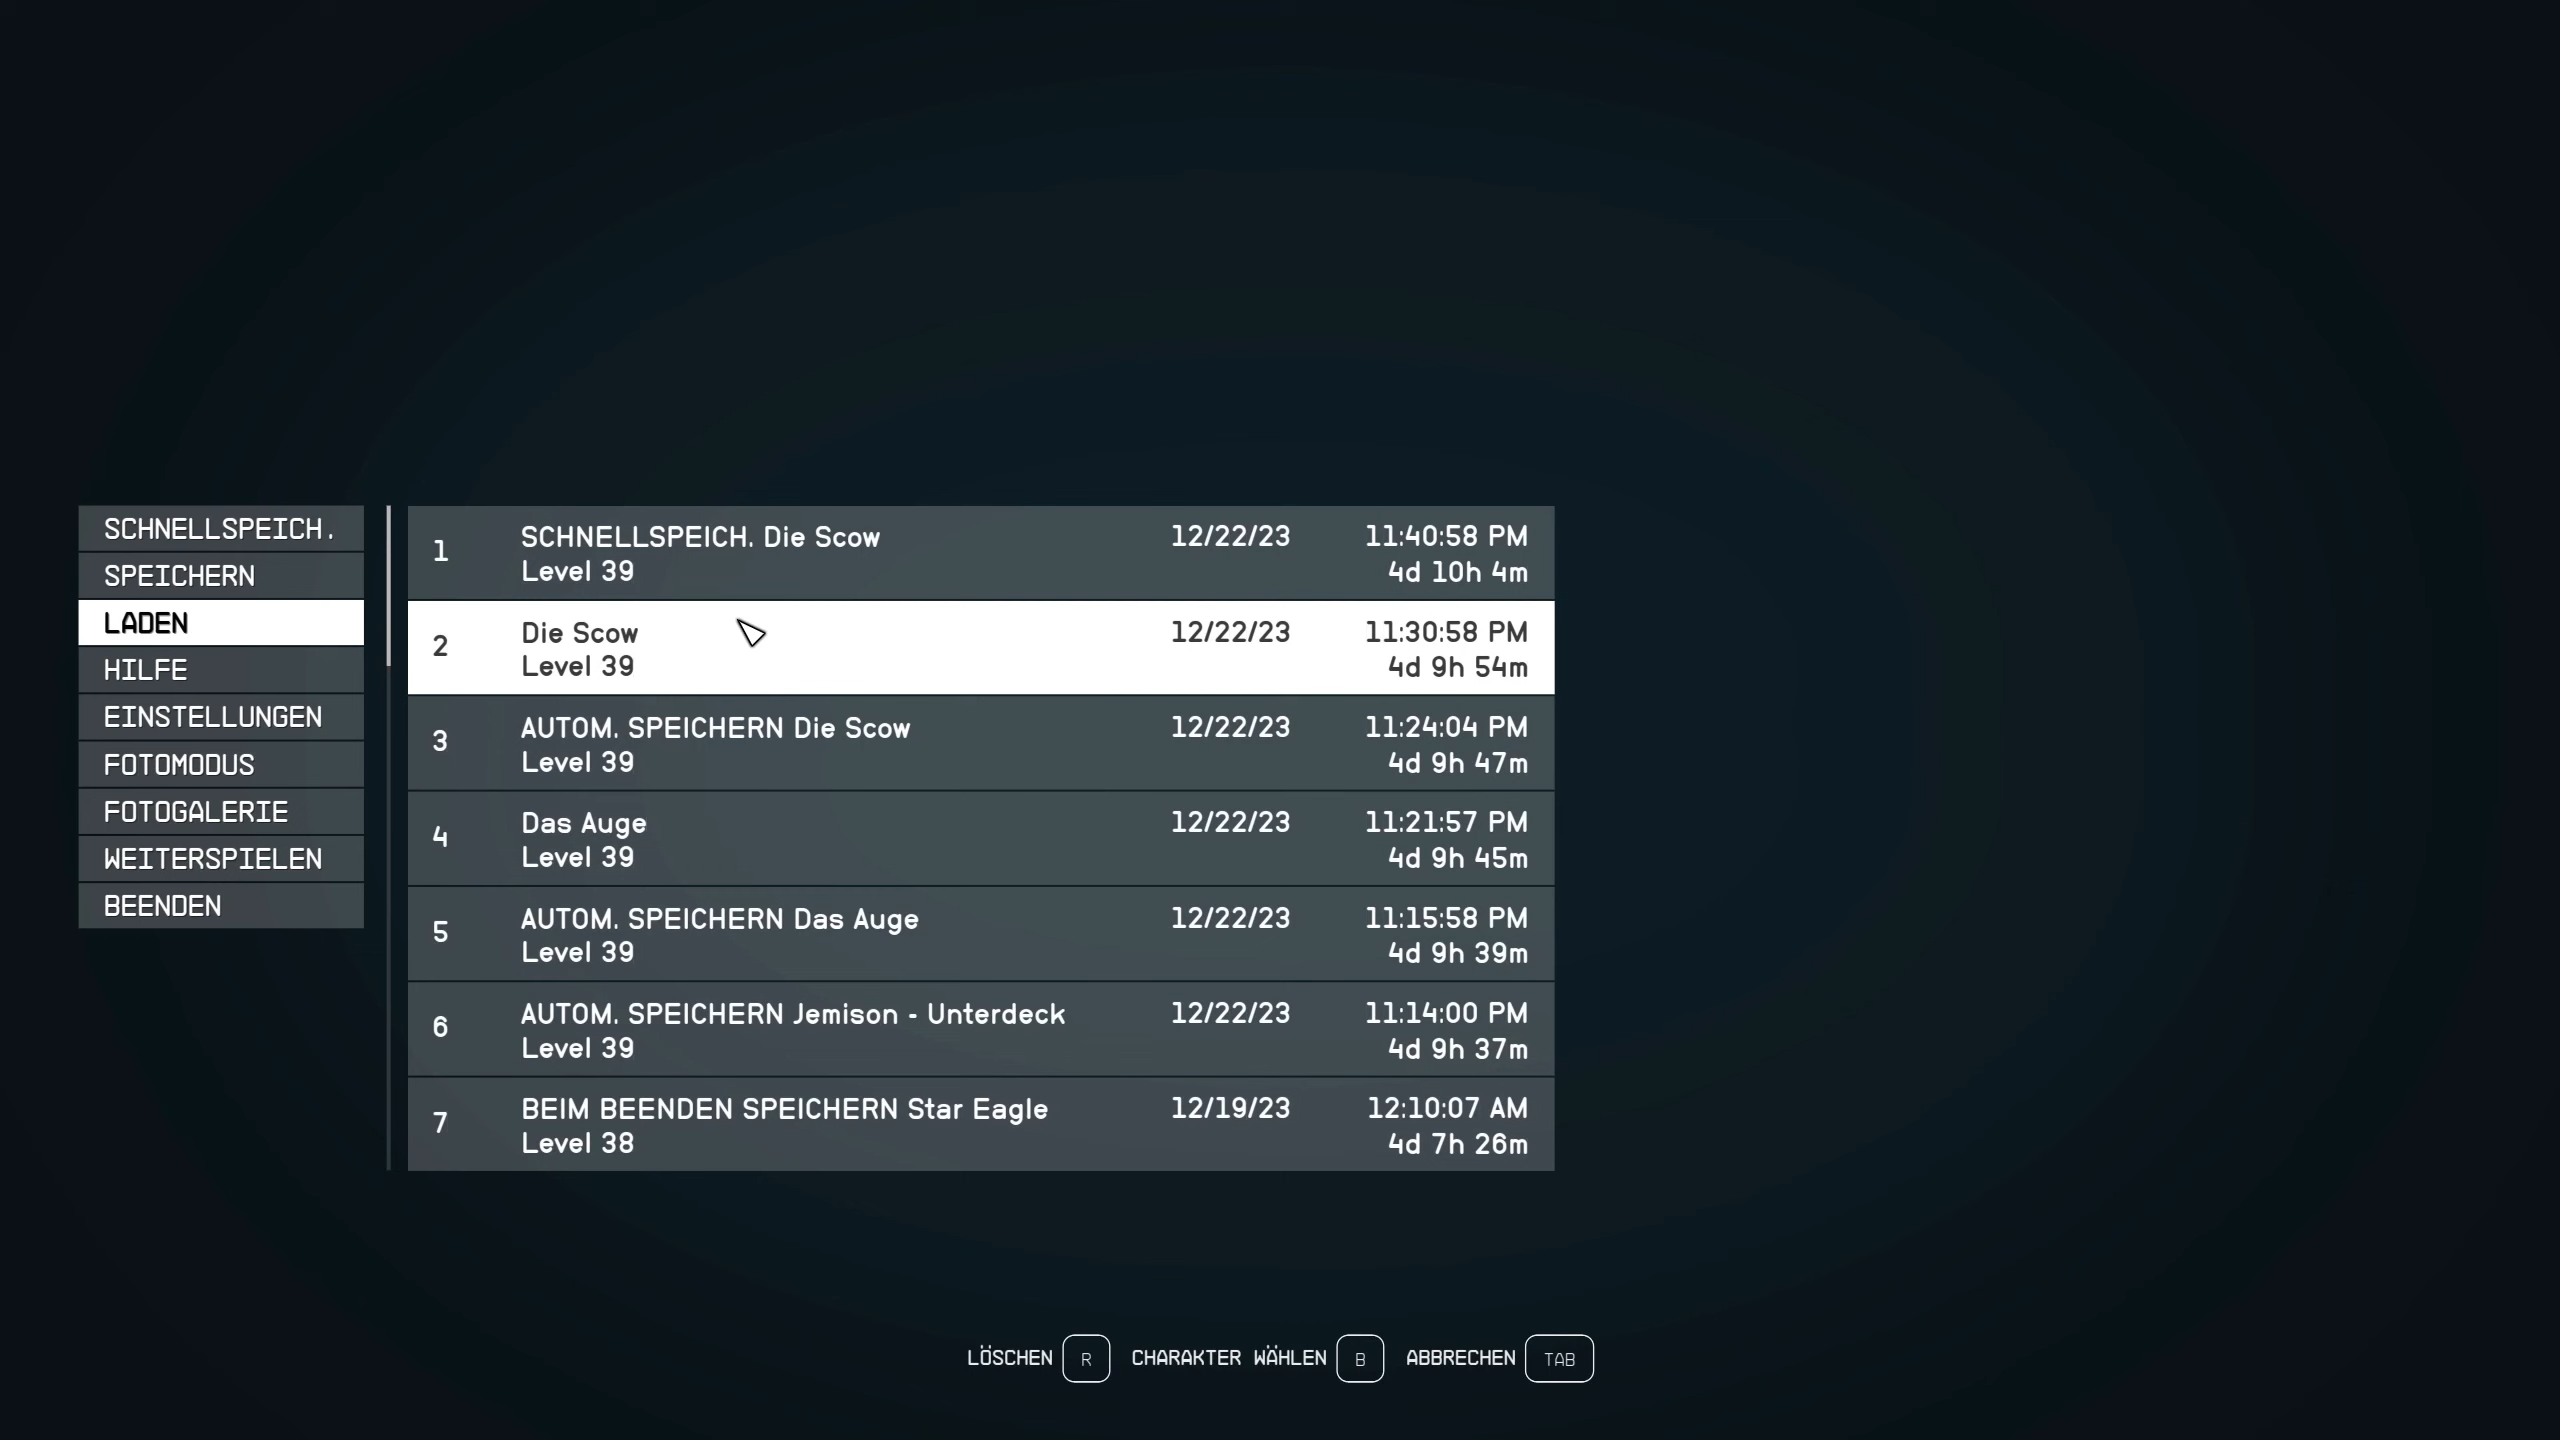 SCHNELLSPEICH.
SPEICHERN
LADEN
HILFE
EINSTELLUNGEN
FOTOMODUS
FOTOGALERIE
WEITERSPIELEN
BEENDEN
1 SCHNELLSPEICH. Die Scow 12/22/23 11:40:58 PM
Level 39 4d 10h 4m
2 Die Scow 12/22/23 11:30:58 PM
Level 39 4d 9h 54m
3 AUTOM. SPEICHERN Die Scow 12/22/23 11:24:04 PM
Level 39 4d 9h 47m
4 Das Auge 12/22/23 11:21:57 PM
Level 39 4d 9h 45m
5 AUTOM. SPEICHERN Das Auge 12/22/23 11:15:58 PM
Level 39 4d 9h 39m
6 AUTOM. SPEICHERN Jemison - Unterdeck 12/22/23 11:14:00 PM
Level 39 4d 9h 37m
7 BEIM BEENDEN SPEICHERN Star Eagle 12/19/23 12:10:07 AM
Level 38 4d 7h 26m
LÖSCHEN R CHARAKTER WÄHLEN B ABBRECHEN TAB